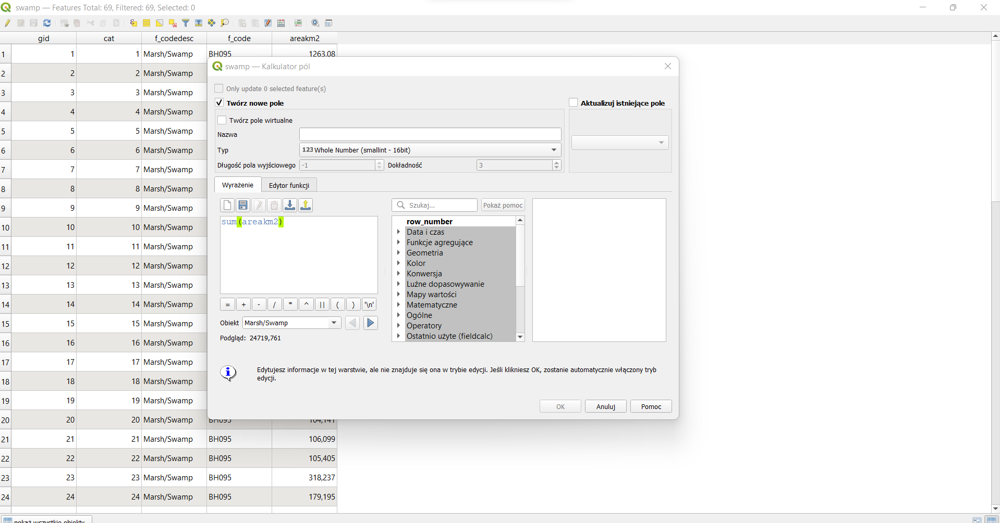 swamp — Features Total: 69, Filtered: 69, Selected: 0
gid cat f_codedesc f_code areakm2
1 1 1 Marsh/Swamp BH095 1263,08
swamp — Kalkulator pól
2 2 2 Marsh/Swamp
Only update 0 selected feature(s)
3 3 3 Marsh/Swamp
Twórz nowe pole Aktualizuj istniejące pole
4 4 4 Marsh/Swamp
Twórz pole wirtualne
5 5 5 Marsh/Swamp
Nazwa
6 6 6 Marsh/Swamp
Typ 123 Whole Number (smallint - 16bit)
Długość pola wyjściowego -1 Dokładność 3
7 7 7 Marsh/Swamp
Wyrażenie Edytor funkcji
8 8 8 Marsh/Swamp
Szukaj... Pokaż pomoc
9 9 9 Marsh/Swamp
sum(areakm2) row_number
10 10 10 Marsh/Swamp
Data i czas
Funkcje agregujące
11 11 11 Marsh/Swamp
Geometria
Kolor
12 12 12 Marsh/Swamp
Konwersja
13 13 13 Marsh/Swamp
Luźne dopasowywanie
Mapy wartości
14 14 14 Marsh/Swamp
= + - / * ^ || ( ) '\n' Matematyczne
Ogólne
15 15 15 Marsh/Swamp
Obiekt Marsh/Swamp Operatory
Podgląd: 24719,761 Ostatnio użyte (fieldcalc)
16 16 16 Marsh/Swamp
17 17 17 Marsh/Swamp
Edytujesz informacje w tej warstwie, ale nie znajduje się ona w trybie edycji. Jeśli klikniesz OK, zostanie automatycznie włączony tryb
edycji.
18 18 18 Marsh/Swamp
19 19 19 Marsh/Swamp
OK Anuluj Pomoc
20 20 20 Marsh/Swamp BH095 104,141
21 21 21 Marsh/Swamp BH095 106,099
22 22 22 Marsh/Swamp BH095 105,405
23 23 23 Marsh/Swamp BH095 318,237
24 24 24 Marsh/Swamp BH095 179,195
pokaż wszystkie obiekty